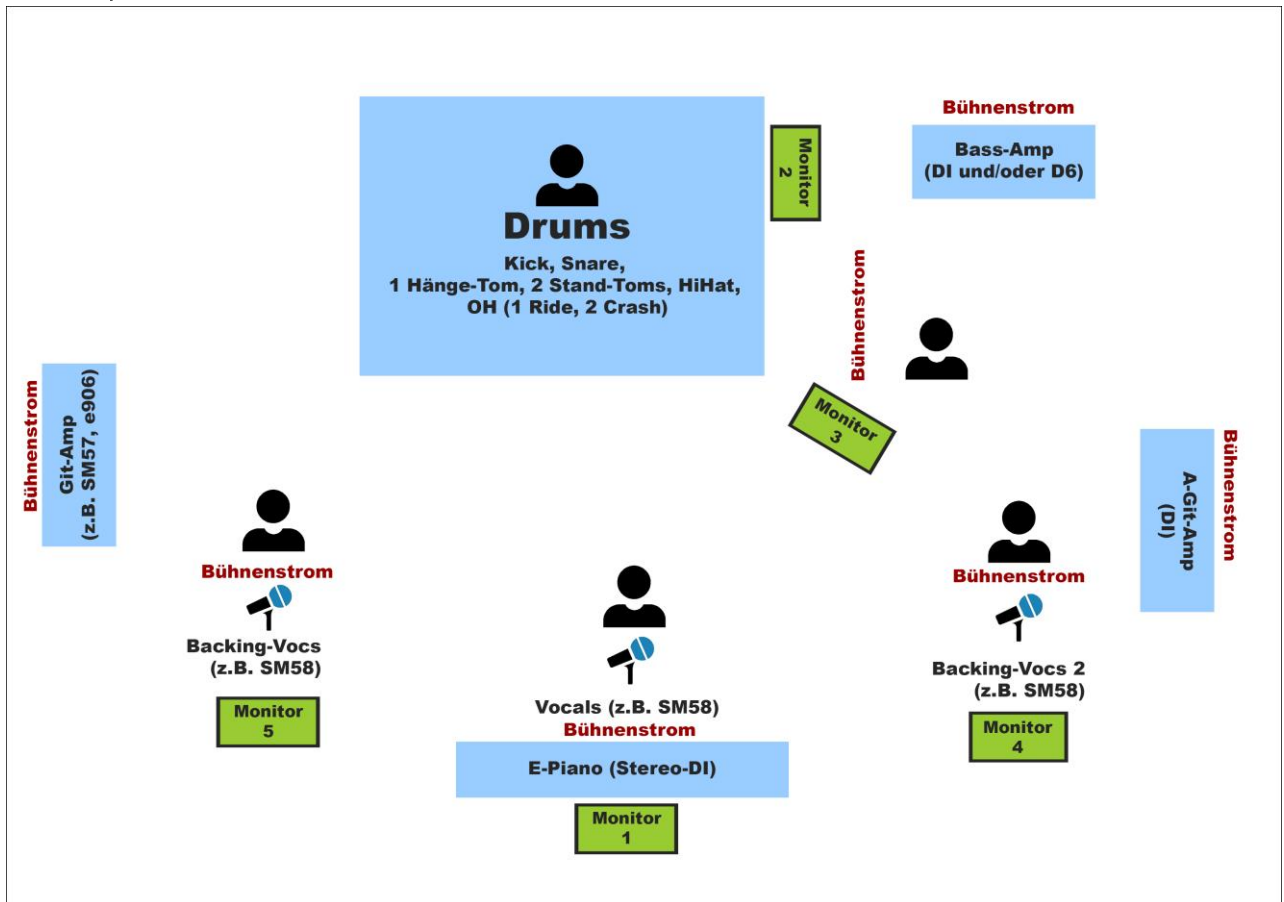 Bühnenstrom
Bass-Amp
(DI und/oder D6)
Monitor
2
Drums
Kick, Snare,
1 Hänge-Tom, 2 Stand-Toms, HiHat,
OH (1 Ride, 2 Crash)
Bühnenstrom
Monitor
3
Bühnenstrom
Git-Amp
(z.B. SM57, e906)
A-Git-Amp
(DI)
Bühnenstrom
Bühnenstrom
Backing-Vocs
(z.B. SM58)
Monitor
5
Vocals (z.B. SM58)
Bühnenstrom
E-Piano (Stereo-DI)
Monitor
1
Bühnenstrom
Backing-Vocs 2
(z.B. SM58)
Monitor
4